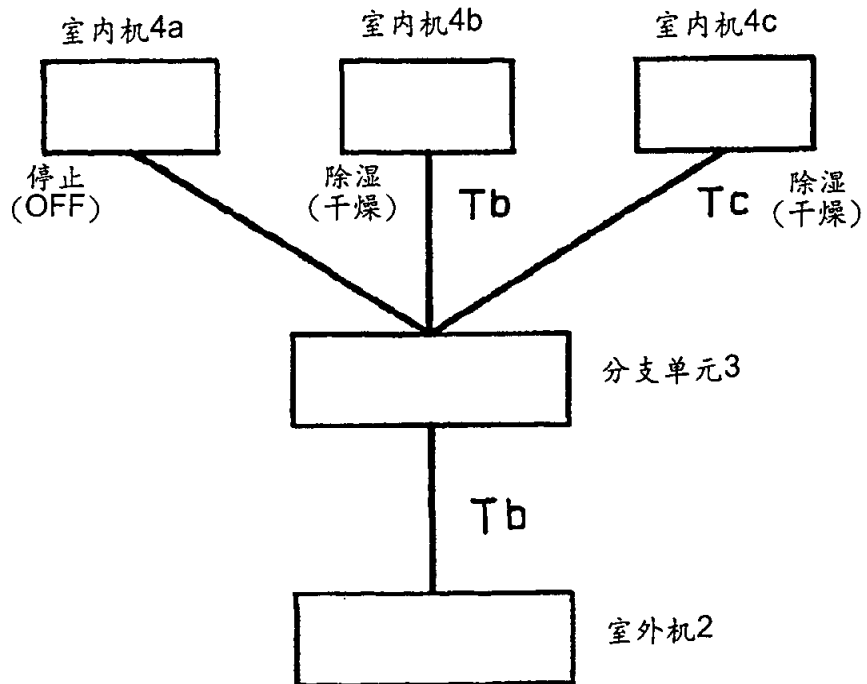 室内机4a
室内机4b
室内机4c
停止
(OFF)
除湿
(干燥)
Tb
Tc
除湿
(干燥)
分支单元3
Tb
室外机2